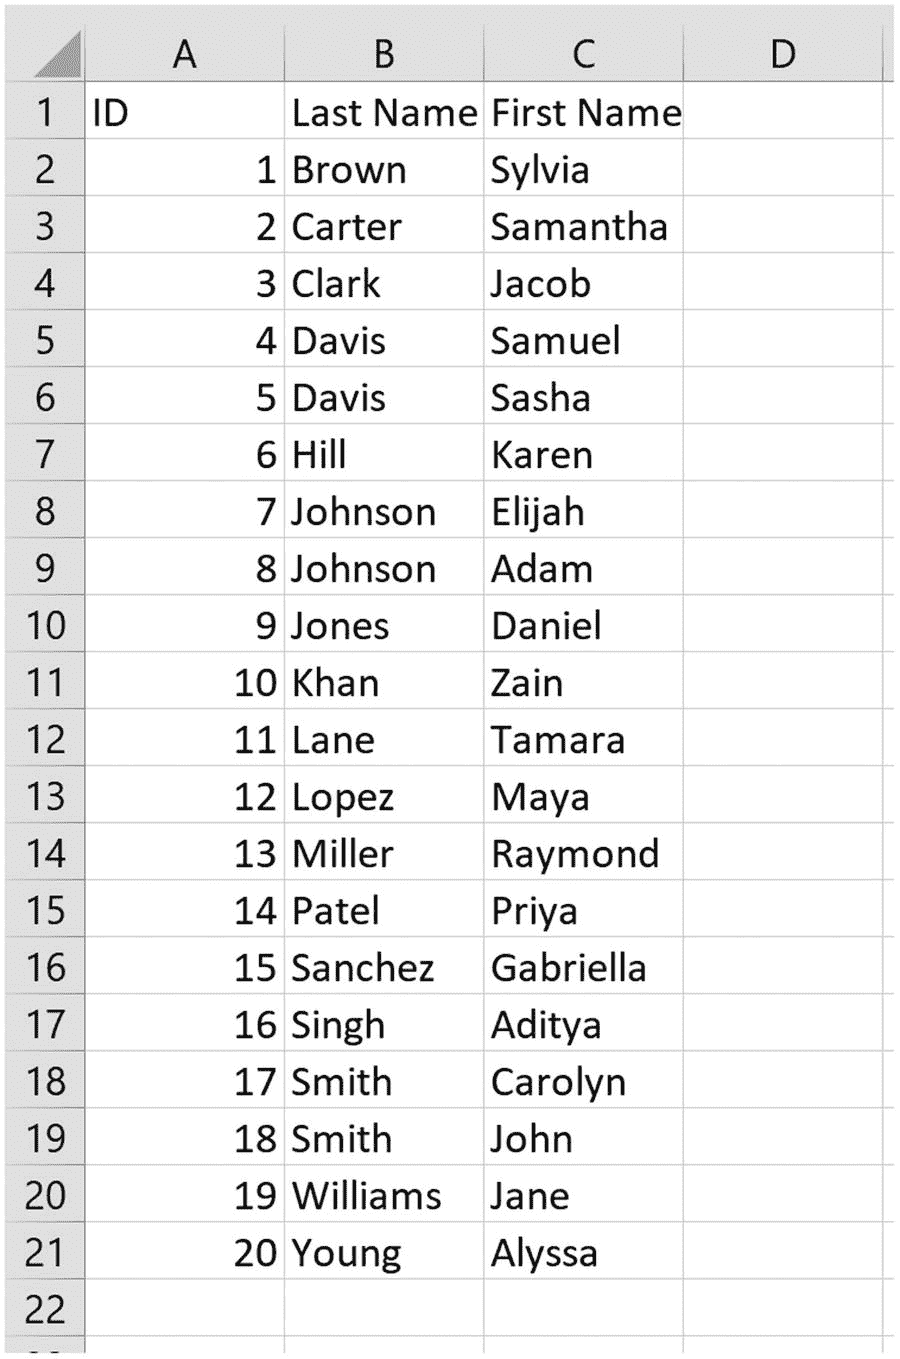 A B C D
1 ID Last Name First Name
2 1 Brown Sylvia
3 2 Carter Samantha
4 3 Clark Jacob
5 4 Davis Samuel
6 5 Davis Sasha
7 6 Hill Karen
8 7 Johnson Elijah
9 8 Johnson Adam
10 9 Jones Daniel
11 10 Khan Zain
12 11 Lane Tamara
13 12 Lopez Maya
14 13 Miller Raymond
15 14 Patel Priya
16 15 Sanchez Gabriella
17 16 Singh Aditya
18 17 Smith Carolyn
19 18 Smith John
20 19 Williams Jane
21 20 Young Alyssa
22